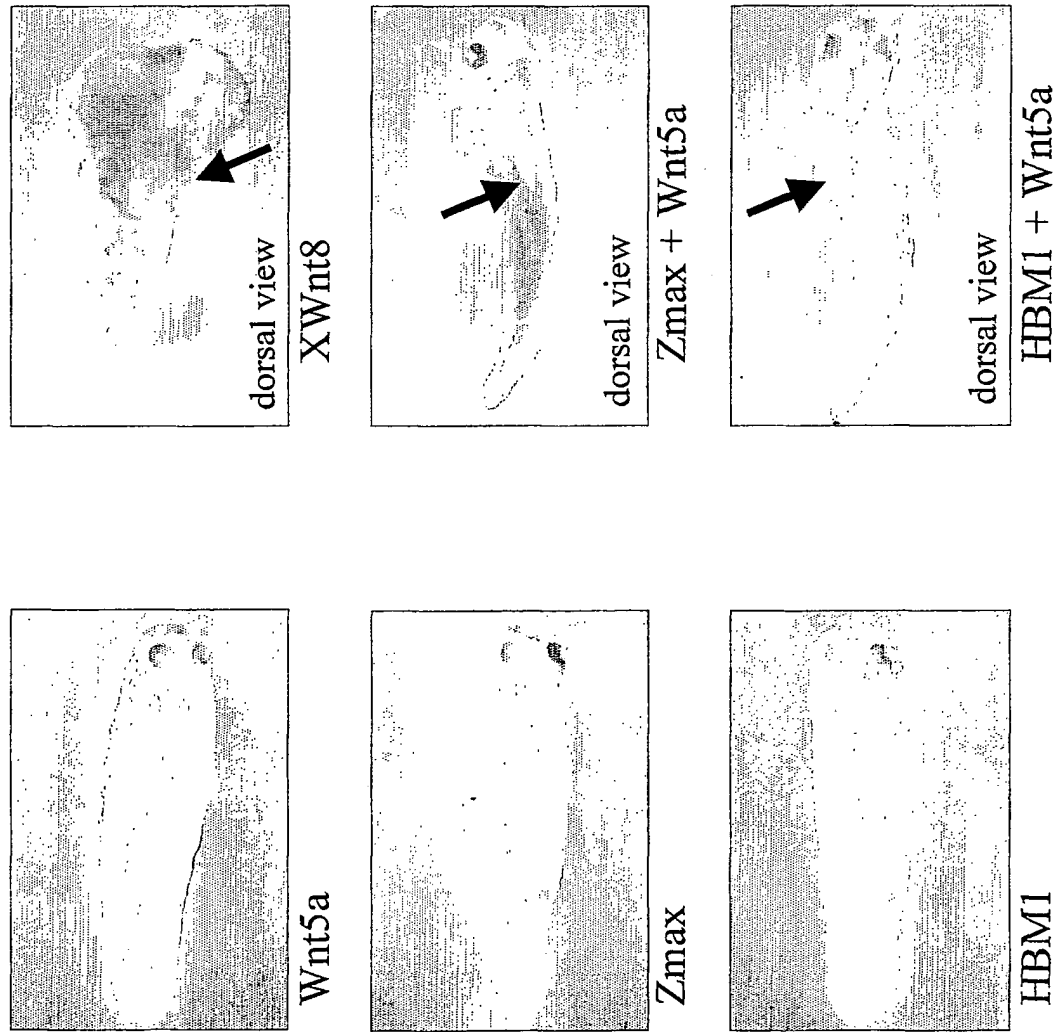 Wnt5a
Zmax
HBM1
dorsal view
XWnt8
dorsal view
Zmax + Wnt5a
dorsal view
HBM1 + Wnt5a